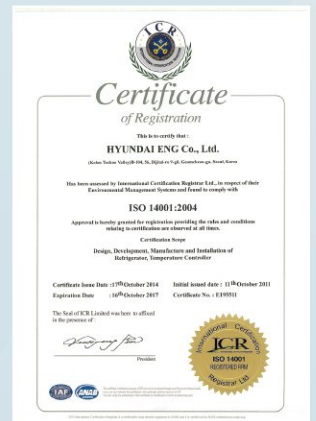 ICR
Certificate
of Registration
This is to certify that :
HYUNDAI ENG Co., Ltd.
Has been assessed by International Certification Registrar Ltd., in respect of their
Environmental Management Systems and found to comply with
ISO 14001:2004
Approval is hereby granted for registration providing the rules and conditions
relating to certification are observed at all times.
Certification Scope
Design, Development, Manufacture and Installation of
Refrigerator, Temperature Controller
Certificate Issue Date :17th October 2014 Initial issued date : 11th October 2011
Expiration Date : 16th October 2017 Certificate No. :
The Seal of ICR Limited was here to affixed
in the presence of :
President
International Certification
ICR
ISO 14001
REGISTERED FIRM
Registrar Ltd.
IAF